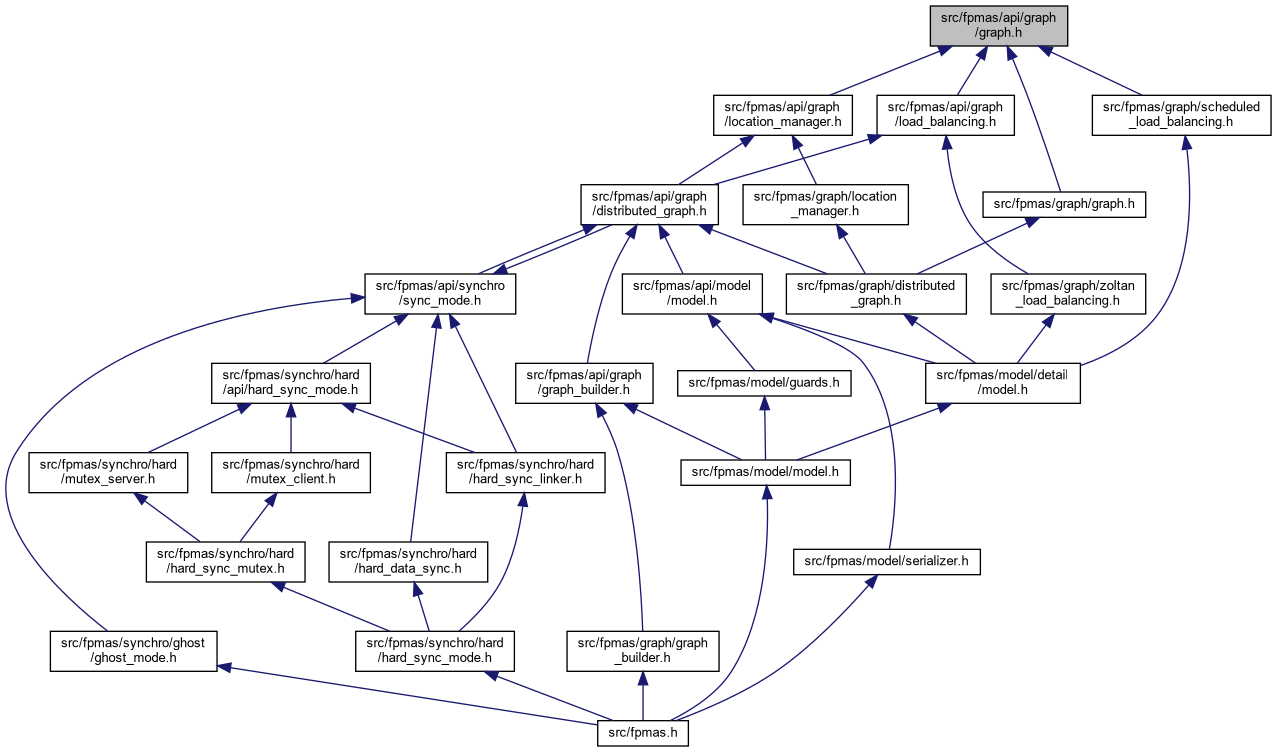 src/fpmas/api/graph
/graph.h
src/fpmas/api/graph
/location_manager.h
src/fpmas/api/graph
/load_balancing.h
src/fpmas/graph/scheduled
_load_balancing.h
src/fpmas/api/graph
/distributed_graph.h
src/fpmas/graph/location
_manager.h
src/fpmas/graph/graph.h
src/fpmas/api/synchro
/sync_mode.h
src/fpmas/api/model
/model.h
src/fpmas/graph/distributed
_graph.h
src/fpmas/graph/zoltan
_load_balancing.h
src/fpmas/synchro/hard
/api/hard_sync_mode.h
src/fpmas/api/graph
/graph_builder.h
src/fpmas/model/guards.h
src/fpmas/model/detail
/model.h
src/fpmas/synchro/hard
/mutex_server.h
src/fpmas/synchro/hard
/mutex_client.h
src/fpmas/synchro/hard
/hard_sync_linker.h
src/fpmas/model/model.h
src/fpmas/synchro/hard
/hard_sync_mutex.h
src/fpmas/synchro/hard
/hard_data_sync.h
src/fpmas/model/serializer.h
src/fpmas/synchro/ghost
/ghost_mode.h
src/fpmas/synchro/hard
/hard_sync_mode.h
src/fpmas/graph/graph
_builder.h
src/fpmas.h